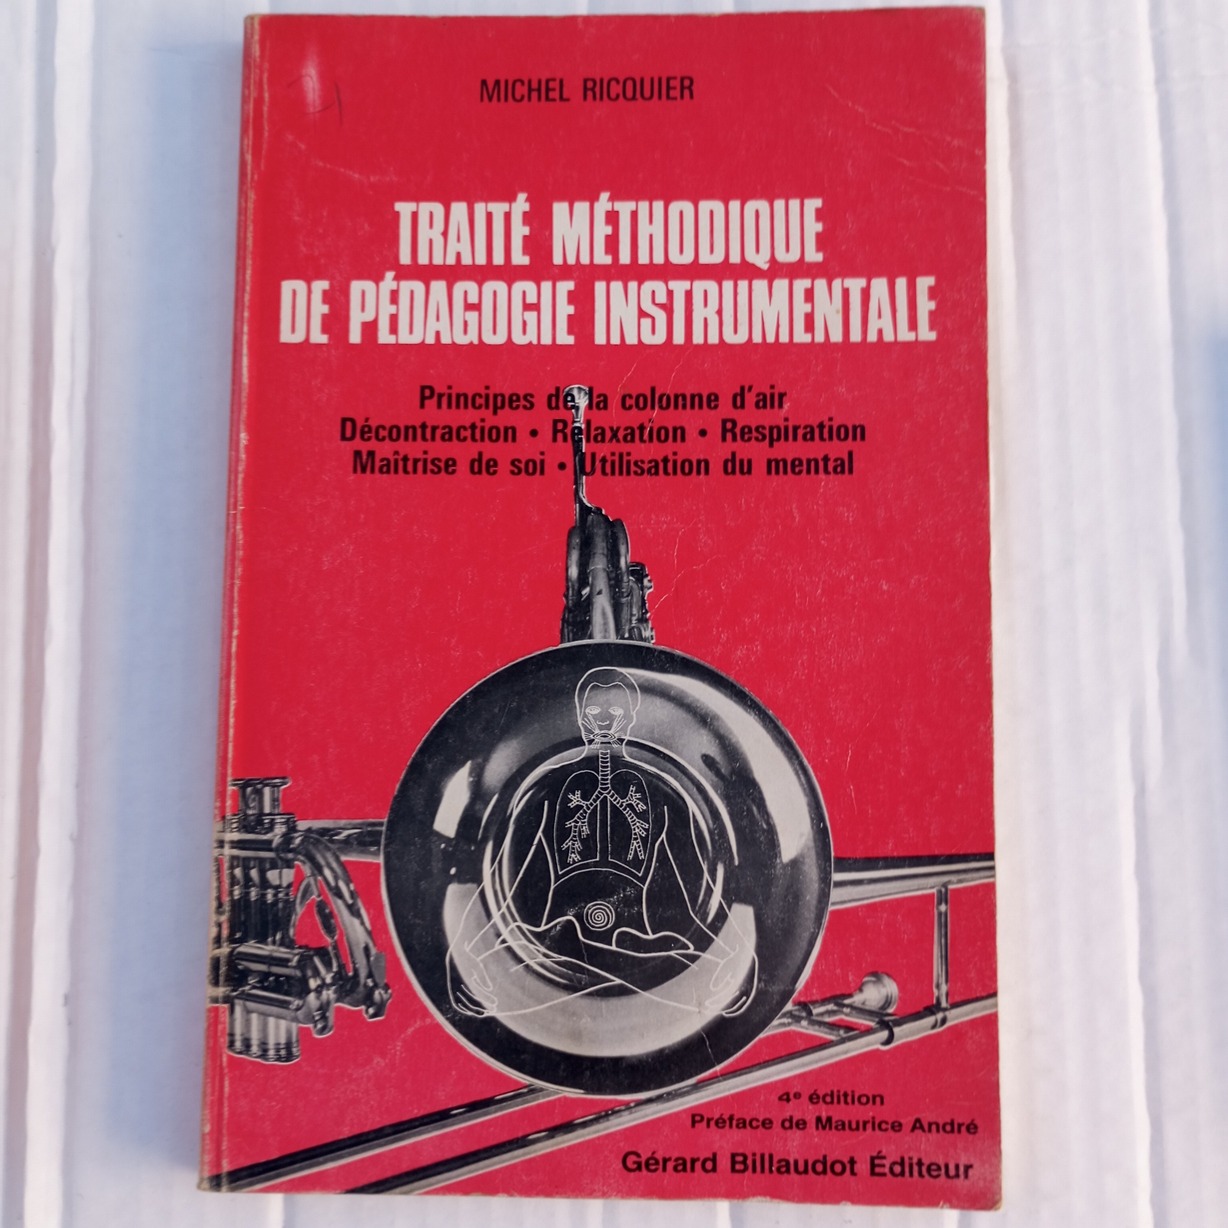 MICHEL RICQUIER
TRAITÉ MÉTHODIQUE
DE PÉDAGOGIE INSTRUMENTALE
Principes de la colonne d'air
Décontraction • Relaxation • Respiration
Maîtrise de soi • Utilisation du mental
4e édition
Préface de Maurice André
Gérard Billaudot Éditeur